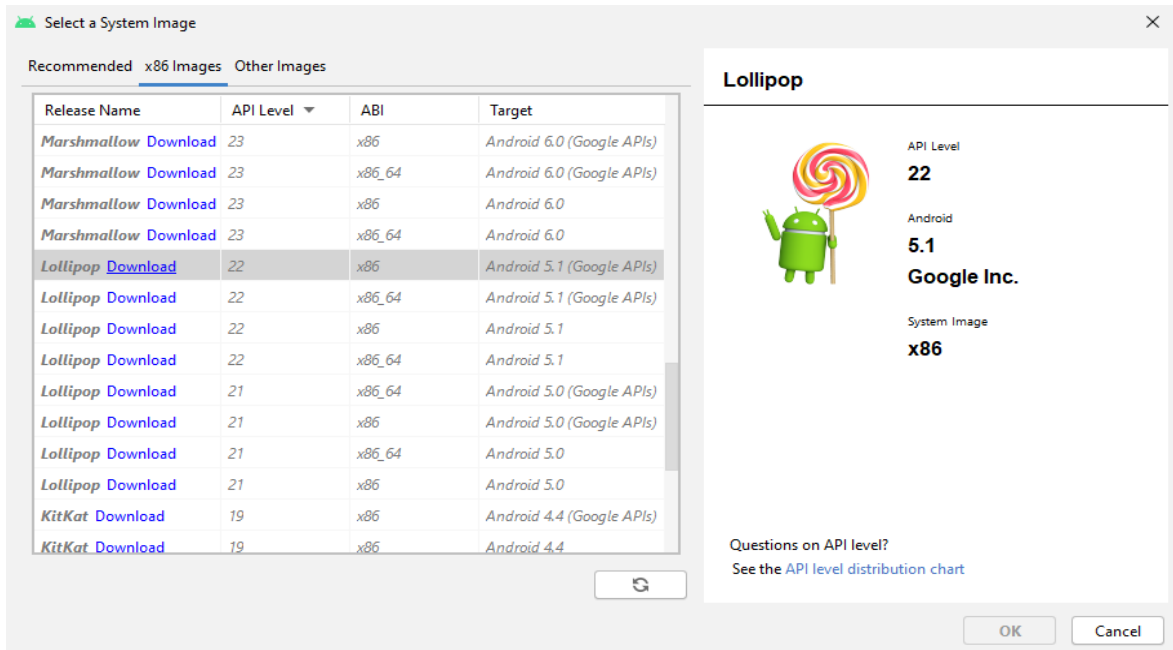 Select a System Image
Recommended x86 Images Other Images
Release Name API Level ABI Target
Marshmallow Download 23 x86 Android 6.0 (Google APIs)
Marshmallow Download 23 x86_64 Android 6.0 (Google APIs)
Marshmallow Download 23 x86 Android 6.0
Marshmallow Download 23 x86_64 Android 6.0
Lollipop Download 22 x86 Android 5.1 (Google APIs)
Lollipop Download 22 x86_64 Android 5.1 (Google APIs)
Lollipop Download 22 x86 Android 5.1
Lollipop Download 22 x86_64 Android 5.1
Lollipop Download 21 x86_64 Android 5.0 (Google APIs)
Lollipop Download 21 x86 Android 5.0 (Google APIs)
Lollipop Download 21 x86_64 Android 5.0
Lollipop Download 21 x86 Android 5.0
KitKat Download 19 x86 Android 4.4 (Google APIs)
KitKat Download 19 x86 Android 4.4
Lollipop
API Level
22
Android
5.1
Google Inc.
System Image
x86
Questions on API level?
See the API level distribution chart
OK Cancel